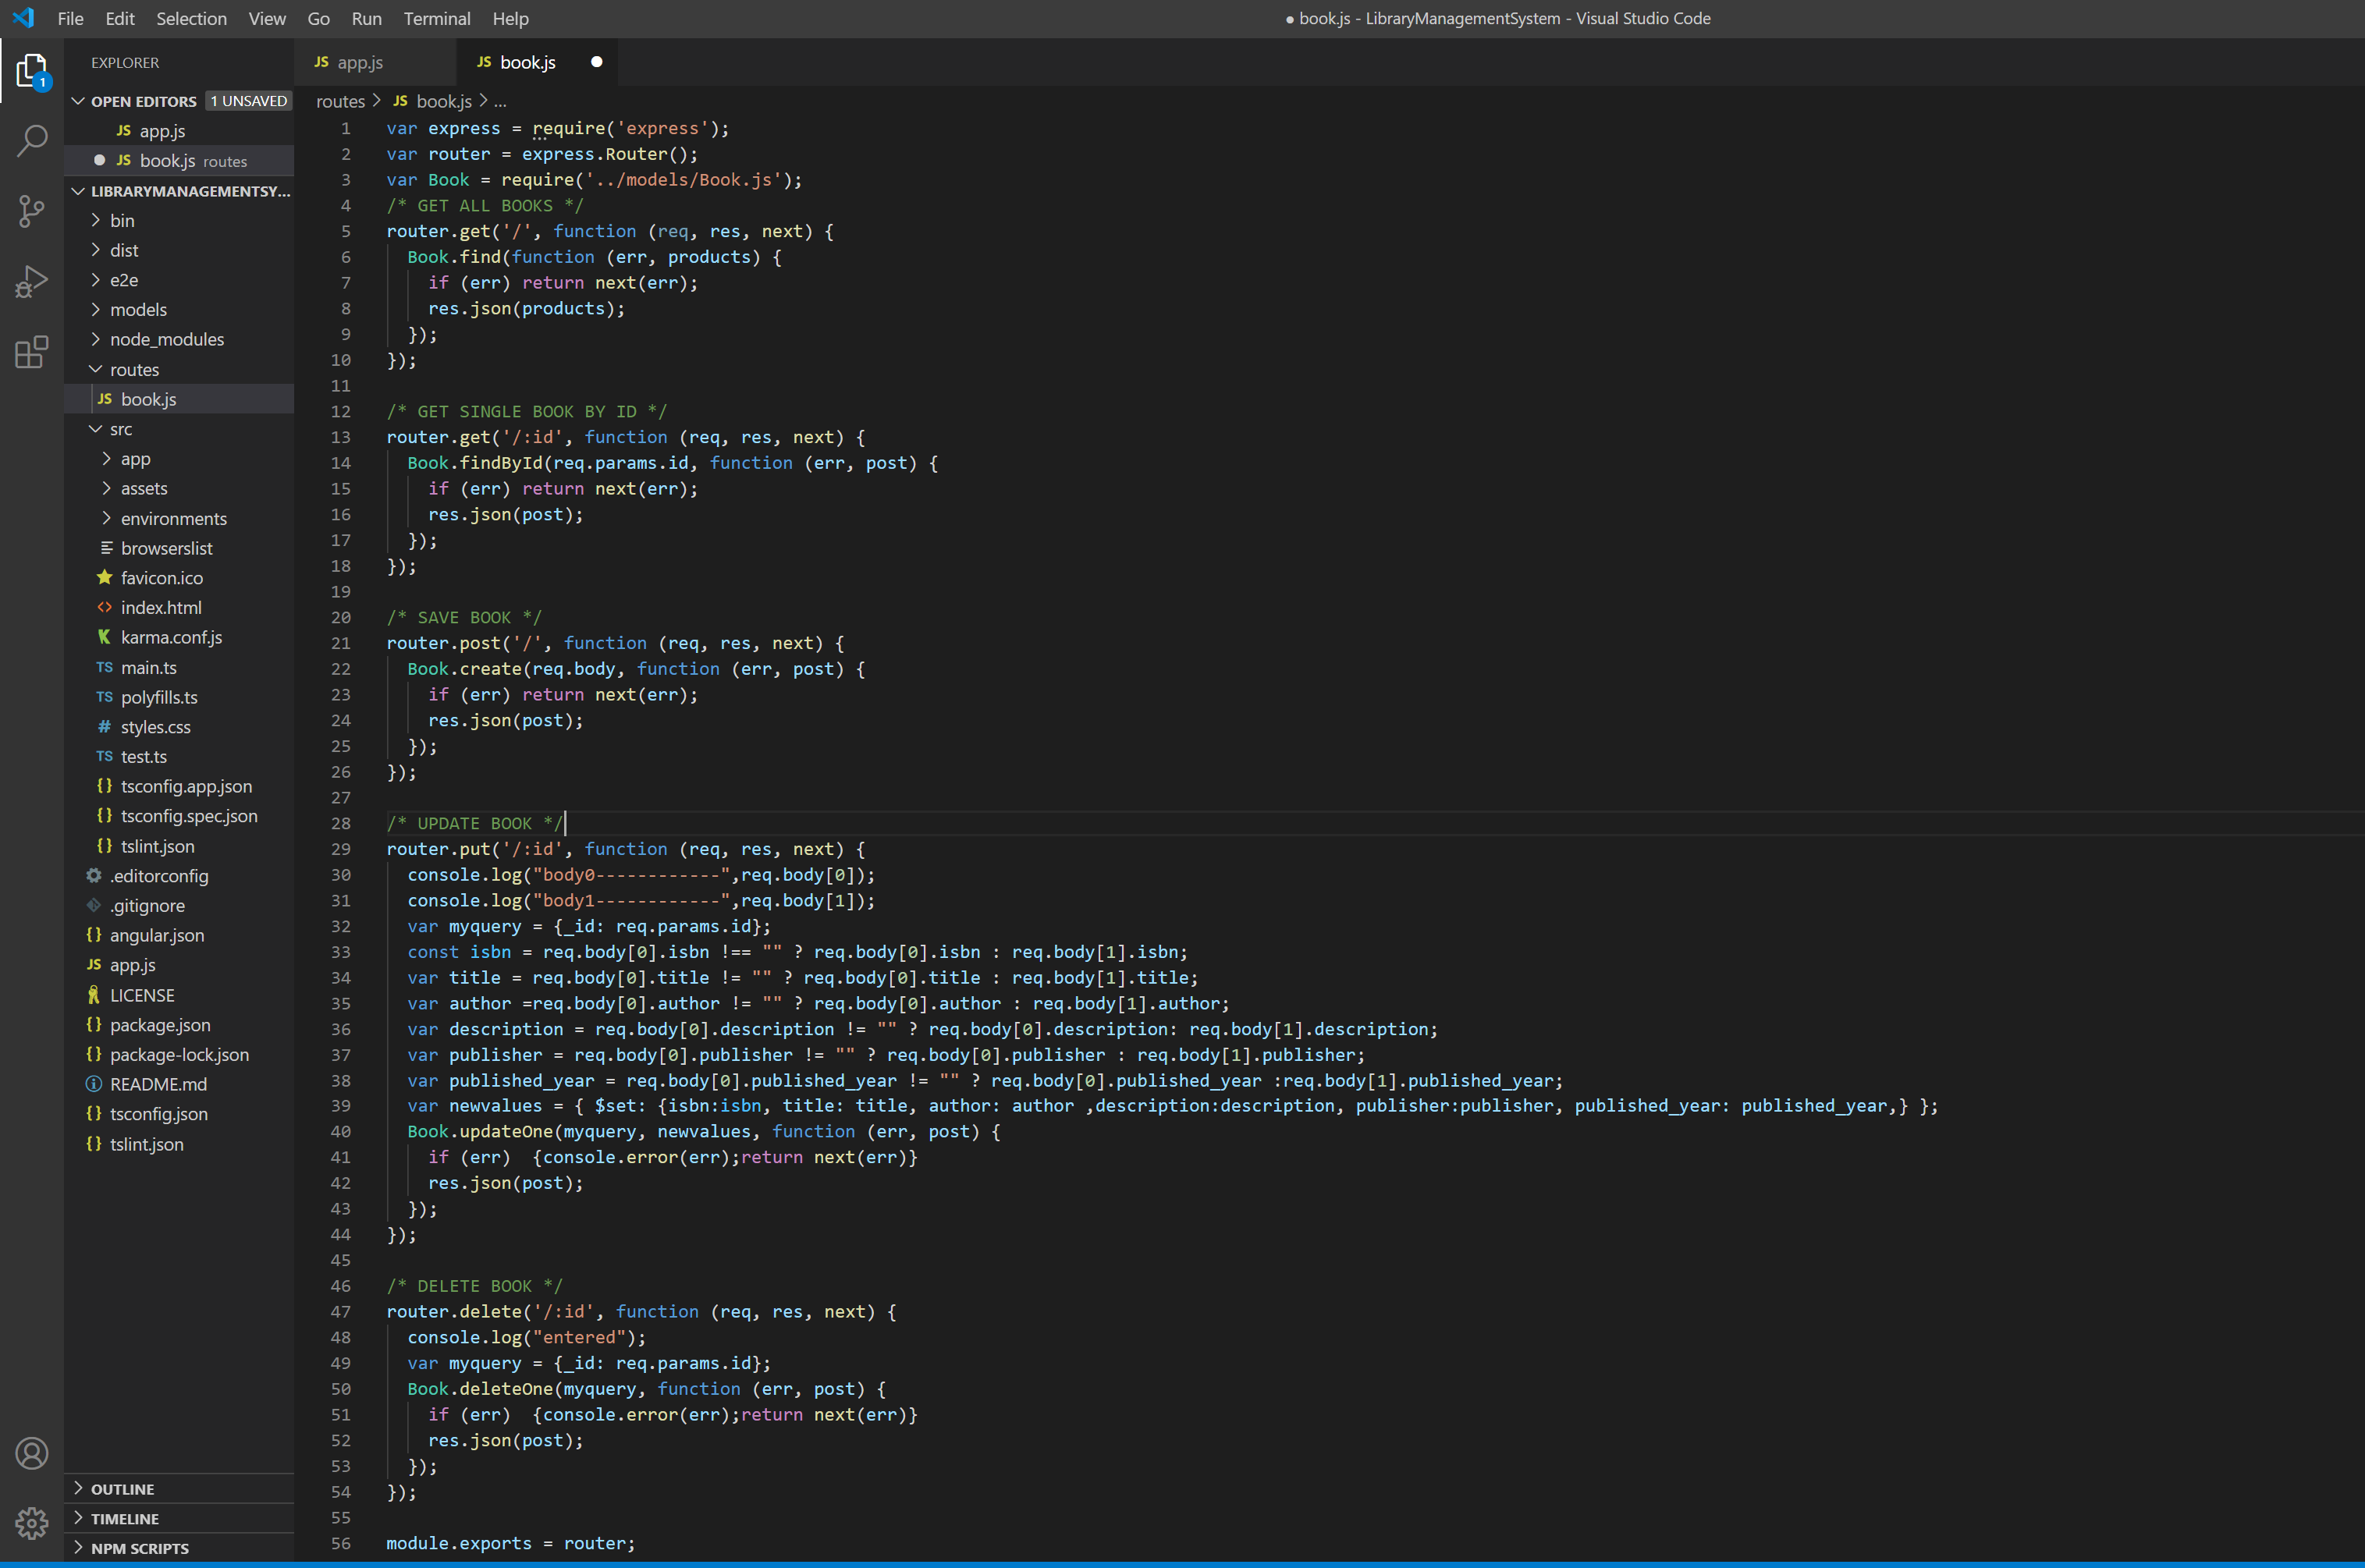 File Edit Selection View Go Run Terminal Help
● book.js - LibraryManagementSystem - Visual Studio Code
1
EXPLORER
OPEN EDITORS 1 UNSAVED
JS app.js
● JS book.js routes
LIBRARYMANAGEMENTSY...
bin
dist
e2e
models
node_modules
routes
JS book.js
src
app
assets
environments
browserslist
favicon.ico
<> index.html
karma.conf.js
TS main.ts
TS polyfills.ts
# styles.css
TS test.ts
{} tsconfig.app.json
{} tsconfig.spec.json
{} tslint.json
.editorconfig
.gitignore
{} angular.json
JS app.js
LICENSE
{} package.json
{} package-lock.json
README.md
{} tsconfig.json
{} tslint.json
OUTLINE
TIMELINE
NPM SCRIPTS
JS app.js JS book.js ●
routes > JS book.js > ...
1 var express = require('express');
2 var router = express.Router();
3 var Book = require('../models/Book.js');
4 /* GET ALL BOOKS */
5 router.get('/', function (req, res, next) {
6 Book.find(function (err, products) {
7 if (err) return next(err);
8 res.json(products);
9 });
10 });
11
12 /* GET SINGLE BOOK BY ID */
13 router.get('/:id', function (req, res, next) {
14 Book.findById(req.params.id, function (err, post) {
15 if (err) return next(err);
16 res.json(post);
17 });
18 });
19
20 /* SAVE BOOK */
21 router.post('/', function (req, res, next) {
22 Book.create(req.body, function (err, post) {
23 if (err) return next(err);
24 res.json(post);
25 });
26 });
27
28 /* UPDATE BOOK */
29 router.put('/:id', function (req, res, next) {
30 console.log("body0------------",req.body[0]);
31 console.log("body1------------",req.body[1]);
32 var myquery = {_id: req.params.id};
33 const isbn = req.body[0].isbn !== "" ? req.body[0].isbn : req.body[1].isbn;
34 var title = req.body[0].title != "" ? req.body[0].title : req.body[1].title;
35 var author =req.body[0].author != "" ? req.body[0].author : req.body[1].author;
36 var description = req.body[0].description != "" ? req.body[0].description: req.body[1].description;
37 var publisher = req.body[0].publisher != "" ? req.body[0].publisher : req.body[1].publisher;
38 var published_year = req.body[0].published_year != "" ? req.body[0].published_year :req.body[1].published_year;
39 var newvalues = { $set: {isbn:isbn, title: title, author: author ,description:description, publisher:publisher, published_year: published_year,} };
40 Book.updateOne(myquery, newvalues, function (err, post) {
41 if (err)  {console.error(err);return next(err)}
42 res.json(post);
43 });
44 });
45
46 /* DELETE BOOK */
47 router.delete('/:id', function (req, res, next) {
48 console.log("entered");
49 var myquery = {_id: req.params.id};
50 Book.deleteOne(myquery, function (err, post) {
51 if (err)  {console.error(err);return next(err)}
52 res.json(post);
53 });
54 });
55
56 module.exports = router;